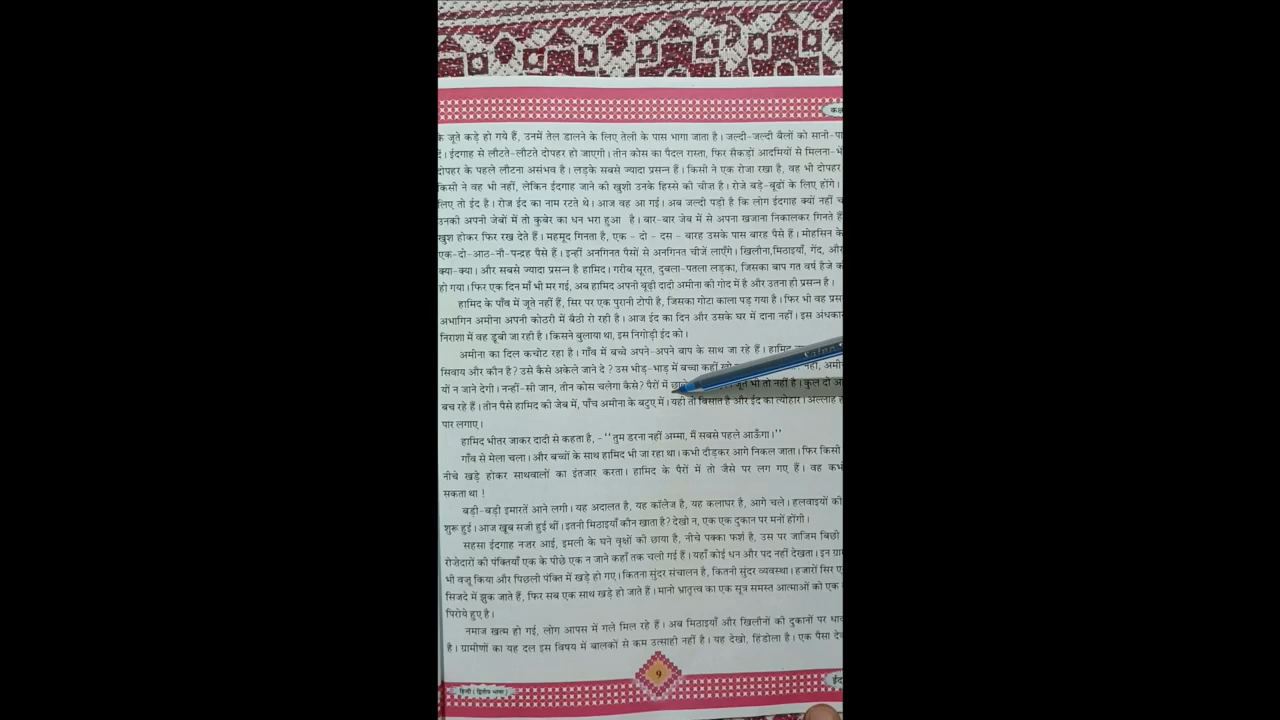 के जूते कड़े हो गये हैं, उनमें तेल डालने के लिए तेली के पास भागा जाता है। जल्दी-जल्दी बैलों को सानी-पा
दें। ईदगाह से लौटते-लौटते दोपहर हो जाएगी। तीन कोस का पैदल रास्ता, फिर सैकड़ों आदमियों से मिलना-भे
दोपहर के पहले लौटना असंभव है। लड़के सबसे ज्यादा प्रसन्न हैं। किसी ने एक रोजा रखा है, वह भी दोपहर
किसी ने वह भी नहीं, लेकिन ईदगाह जाने की खुशी उनके हिस्से की चीज़ है। रोजे बड़े-बूढों के लिए होंगे।
लिए तो ईद है। रोज ईद का नाम रटते थे। आज वह आ गई। अब जल्दी पड़ी है कि लोग ईदगाह क्यों नहीं च
उनकी अपनी जेबों में तो कुबेर का धन भरा हुआ है। बार-बार जेब में से अपना खजाना निकालकर गिनते हैं
खुश होकर फिर रख देते हैं। महमूद गिनता है, एक - दो - दस - बारह उसके पास बारह पैसे हैं। मोहसिन के
एक-दो-आठ-नौ-पन्द्रह पैसे हैं। इन्हीं अनगिनत पैसों से अनगिनत चीजें लाएँगे। खिलौना,मिठाइयाँ, गेंद, और
क्या-क्या। और सबसे ज्यादा प्रसन्न है हामिद। गरीब सूरत, दुबला-पतला लड़का, जिसका बाप गत वर्ष हैजे क
हो गया। फिर एक दिन माँ भी मर गई, अब हामिद अपनी बूढ़ी दादी अमीना की गोद में है और उतना ही प्रसन्न है।
हामिद के पाँव में जूते नहीं हैं, सिर पर एक पुरानी टोपी है, जिसका गोटा काला पड़ गया है। फिर भी वह प्रस
अभागिन अमीना अपनी कोठरी में बैठी रो रही है। आज ईद का दिन और उसके घर में दाना नहीं। इस अंधका
निराशा में वह डूबी जा रही है। किसने बुलाया था, इस निगोड़ी ईद को।
अमीना का दिल कचोट रहा है। गाँव में बच्चे अपने-अपने बाप के साथ जा रहे हैं। हामिद
सिवाय और कौन है? उसे कैसे अकेले जाने दे ? उस भीड़-भाड़ में बच्चा कहीं खो नहीं, अमी
यों न जाने देगी। नन्हीं-सी जान, तीन कोस चलेगा कैसे? पैरों में छाले जूते भी तो नहीं है। कुल दो आ
बच रहे हैं। तीन पैसे हामिद की जेब में, पाँच अमीना के बटुए में। यही तो बिसात है और ईद का त्यौहार। अल्लाह ह
पार लगाए।
हामिद भीतर जाकर दादी से कहता है, -‘‘तुम डरना नहीं अम्मा, मैं सबसे पहले आऊँगा।’’
गाँव से मेला चला। और बच्चों के साथ हामिद भी जा रहा था। कभी दौड़कर आगे निकल जाता। फिर किसी
नीचे खड़े होकर साथवालों का इंतजार करता। हामिद के पैरों में तो जैसे पर लग गए हैं। वह कभ
सकता था !
बड़ी-बड़ी इमारतें आने लगी। यह अदालत है, यह कॉलेज है, यह कलाघर है, आगे चले। हलवाइयों की
शुरू हुई। आज खूब सजी हुई थीं। इतनी मिठाइयाँ कौन खाता है? देखो न, एक एक दुकान पर मनों होंगी।
सहसा ईदगाह नजर आई, इमली के घने वृक्षों की छाया है, नीचे पक्का फर्श है, उस पर जाजिम बिछी
रोज़ेदारों की पंक्तियाँ एक के पीछे एक न जाने कहाँ तक चली गई हैं। यहाँ कोई धन और पद नहीं देखता। इन ग्रा
भी वजू किया और पिछली पंक्ति में खड़े हो गए। कितना सुंदर संचालन है, कितनी सुंदर व्यवस्था। हजारों सिर ए
सिजदे में झुक जाते हैं, फिर सब एक साथ खड़े हो जाते हैं। मानो भ्रातृत्त्व का एक सूत्र समस्त आत्माओं को एक
पिरोये हुए है।
नमाज खत्म हो गई, लोग आपस में गले मिल रहे हैं। अब मिठाइयाँ और खिलौनों की दुकानों पर धाव
है। ग्रामीणों का यह दल इस विषय में बालकों से कम उत्साही नहीं है। यह देखो, हिंडोला है। एक पैसा दे
9
हिन्दी (द्वितीय भाषा)
ईद